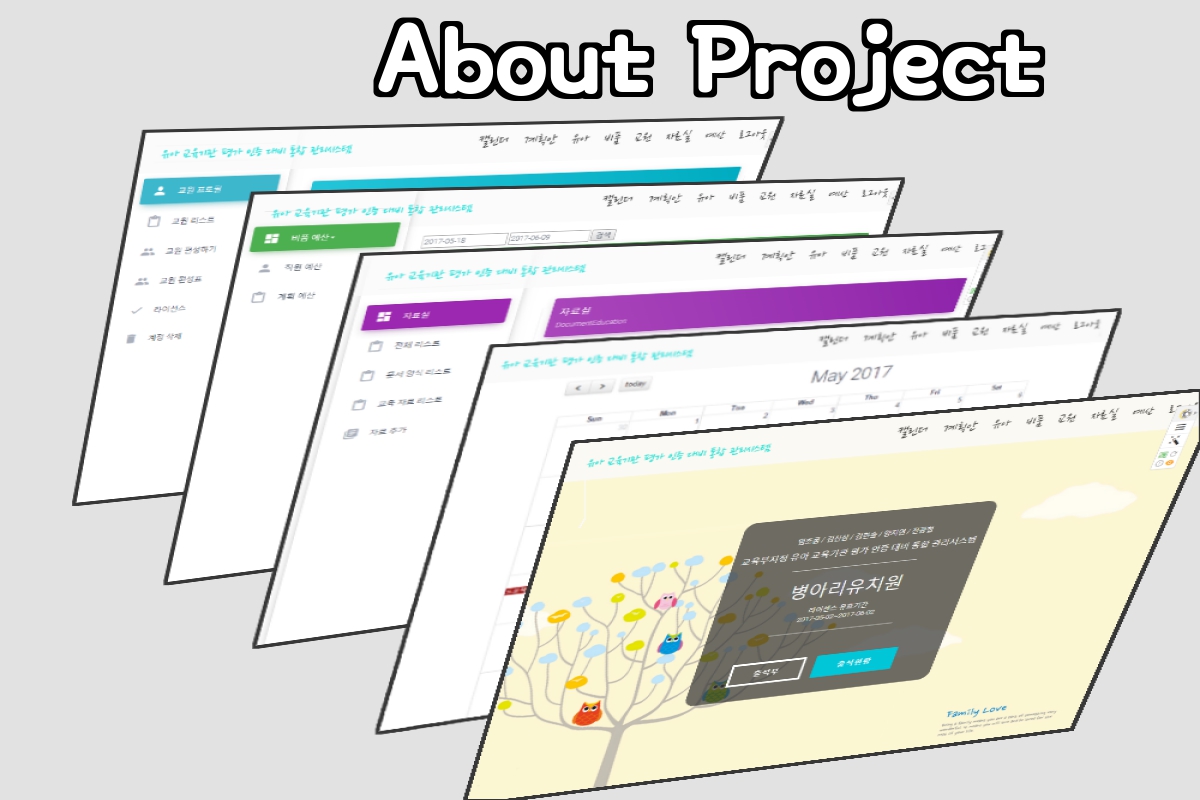 About Project
유아 교육기관 평가 인증 대비 통합 관리시스템
캘린더 계획안 유아 비품 교원 자료실 예산 로그아웃
교원 프로필
교원 리스트
교원 편성하기
교원 편성표
라이센스
계정 삭제
유아 교육기관 평가 인증 대비 통합 관리시스템
캘린더 계획안 유아 비품 교원 자료실 예산 로그아웃
비품 예산
직원 예산
계획 예산
2017-05-18 2017-06-09 검색
유아 교육기관 평가 인증 대비 통합 관리시스템
캘린더 계획안 유아 비품 교원 자료실 예산
자료실
전체 리스트
문서 양식 리스트
교육 자료 리스트
자료 추가
자료실
DocumentEducation
유아 교육기관 평가 인증 대비 통합 관리시스템
캘린더 계획안 유아 비품 교원 자료실 예산 로그아웃
< > today
May 2017
Sun Mon Tue Wed Thu Fri Sat
1 2 3 4 5 6
유아 교육기관 평가 인증 대비 통합 관리시스템
캘린더 계획안 유아 비품 교원 자료실 예산
교육부지정 유아 교육기관 평가 인증 대비 통합 관리시스템
병아리유치원
라이센스 유효기간
2017-05-02~2017-06-02
출석부
출석현황
Family Love